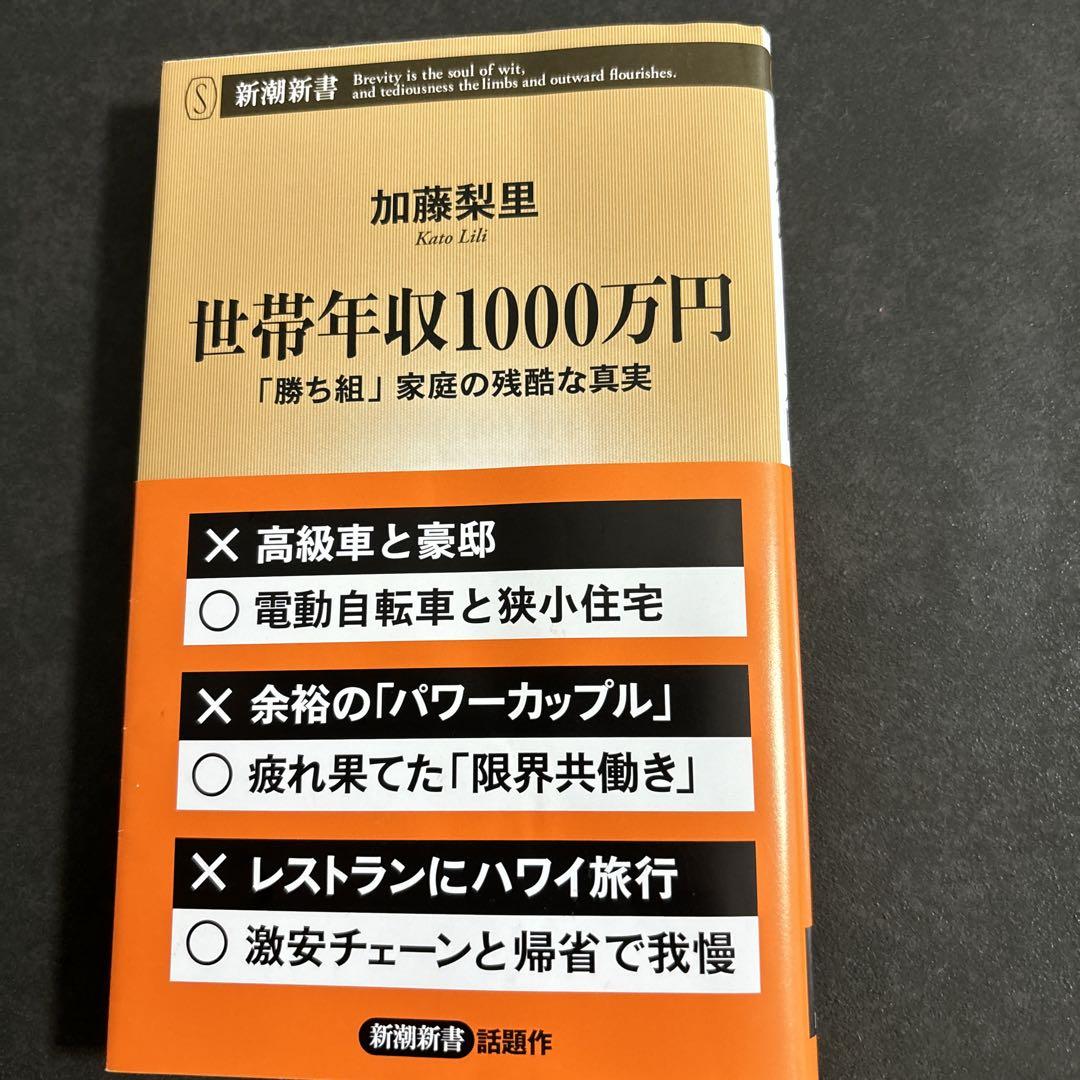 S 新潮新書 Brevity is the soul of wit,
and tediousness the limbs and outward flourishes.
加藤梨里
Kato Lili
世帯年収1000万円
「勝ち組」家庭の残酷な真実
× 高級車と豪邸
○ 電動自転車と狭小住宅
× 余裕の「パワーカップル」
○ 疲れ果てた「限界共働き」
× レストランにハワイ旅行
○ 激安チェーンと帰省で我慢
新潮新書 話題作